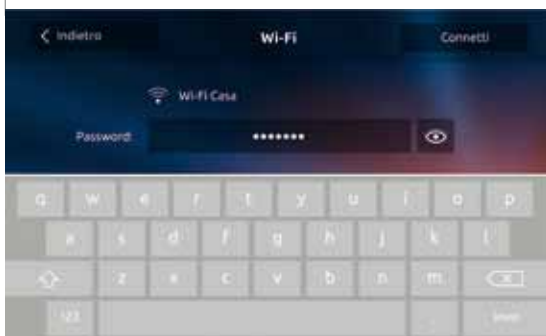 Indietro Wi-Fi Connetti
Wi-Fi Casa
Password: •••••••
q w e r t y u i o p
a s d f g h j k l
z x c v b n m
123 .